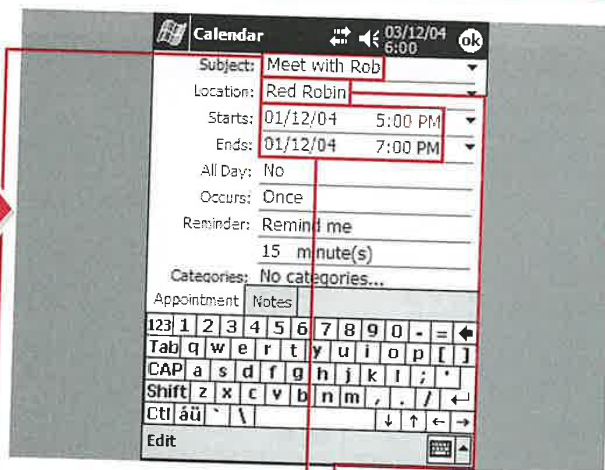 Calendar 03/12/04 6:00 ok
Subject: Meet with Rob
Location: Red Robin
Starts: 01/12/04 5:00 PM
Ends: 01/12/04 7:00 PM
All Day: No
Occurs: Once
Reminder: Remind me
15 minute(s)
Categories: No categories...
Appointment Notes
123 1 2 3 4 5 6 7 8 9 0 - =
Tab q w e r t y u i o p [ ]
CAP a s d f g h j k l ; '
Shift z x c v b n m , . /
Ctl áü ` \
Edit